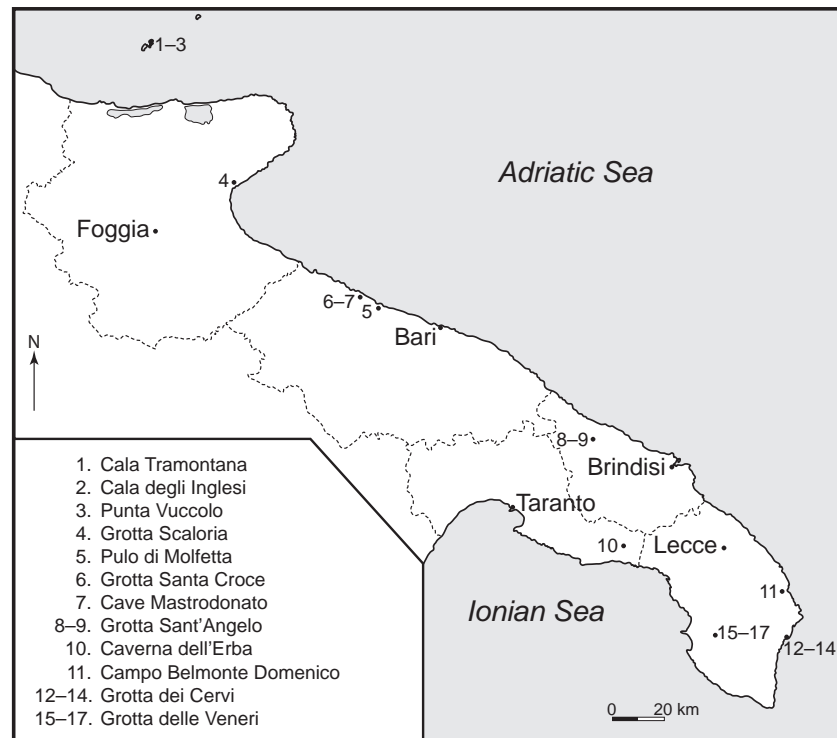 1–3
Adriatic Sea
4
Foggia
6–7
5
Bari
N
8–9
Brindisi
Taranto
10
Lecce
11
Ionian Sea
15–17
12–14
0 20 km
1. Cala Tramontana
2. Cala degli Inglesi
3. Punta Vuccolo
4. Grotta Scaloria
5. Pulo di Molfetta
6. Grotta Santa Croce
7. Cave Mastrodonato
8–9. Grotta Sant'Angelo
10. Caverna dell'Erba
11. Campo Belmonte Domenico
12–14. Grotta dei Cervi
15–17. Grotta delle Veneri